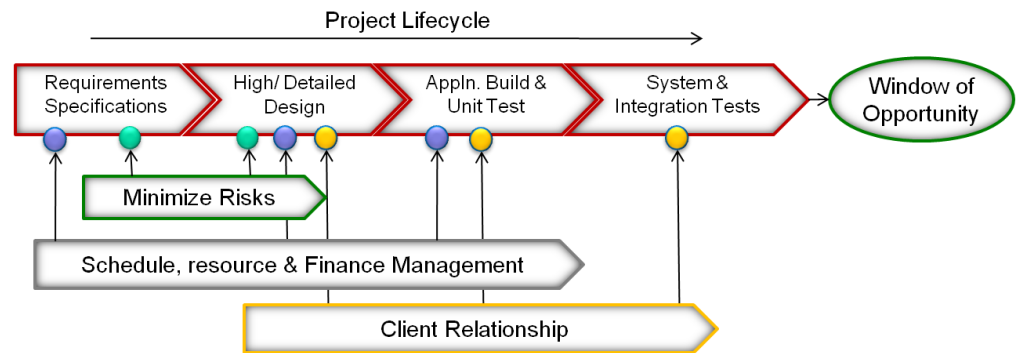 Project Lifecycle
Requirements
Specifications
High/ Detailed
Design
Appln. Build &
Unit Test
System &
Integration Tests
Window of
Opportunity
Minimize Risks
Schedule, resource & Finance Management
Client Relationship